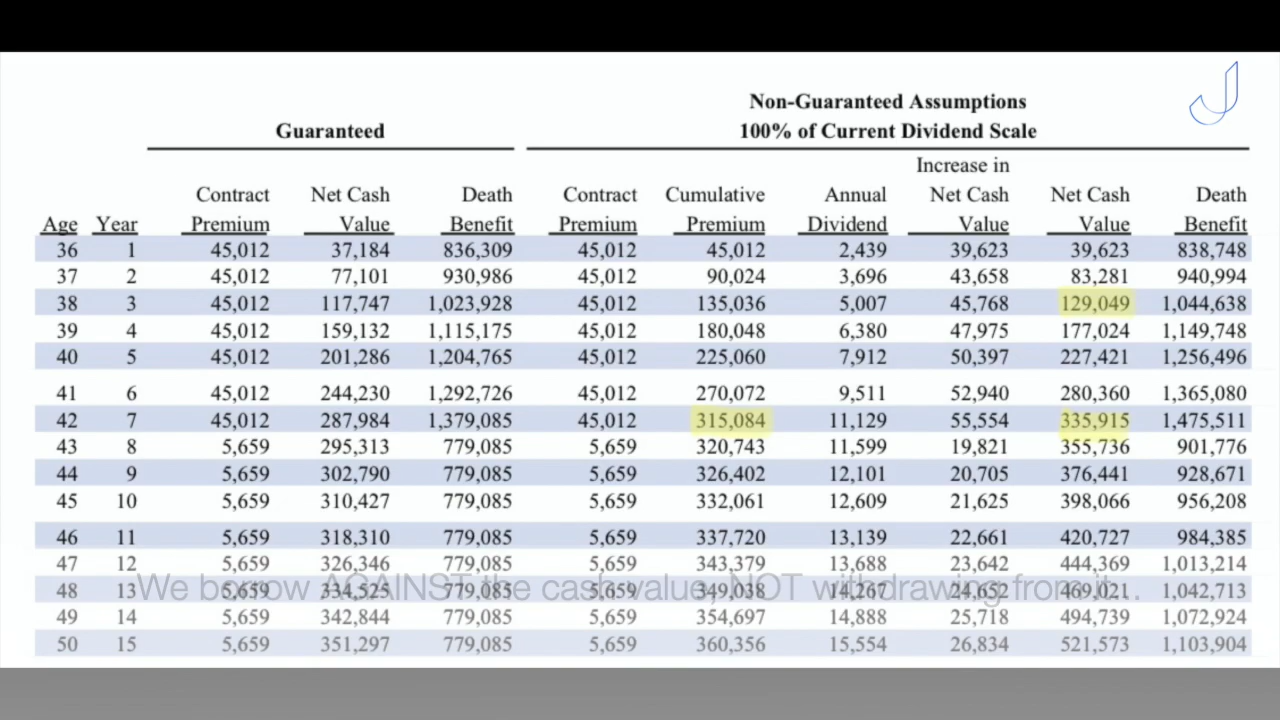 Non-Guaranteed Assumptions
Guaranteed 100% of Current Dividend Scale
Increase in
Contract Net Cash Death Contract Cumulative Annual Net Cash Net Cash Death
Age Year Premium Value Benefit Premium Premium Dividend Value Value Benefit
36 1 45,012 37,184 836,309 45,012 45,012 2,439 39,623 39,623 838,748
37 2 45,012 77,101 930,986 45,012 90,024 3,696 43,658 83,281 940,994
38 3 45,012 117,747 1,023,928 45,012 135,036 5,007 45,768 129,049 1,044,638
39 4 45,012 159,132 1,115,175 45,012 180,048 6,380 47,975 177,024 1,149,748
40 5 45,012 201,286 1,204,765 45,012 225,060 7,912 50,397 227,421 1,256,496
41 6 45,012 244,230 1,292,726 45,012 270,072 9,511 52,940 280,360 1,365,080
42 7 45,012 287,984 1,379,085 45,012 315,084 11,129 55,554 335,915 1,475,511
43 8 5,659 295,313 779,085 5,659 320,743 11,599 19,821 355,736 901,776
44 9 5,659 302,790 779,085 5,659 326,402 12,101 20,705 376,441 928,671
45 10 5,659 310,427 779,085 5,659 332,061 12,609 21,625 398,066 956,208
46 11 5,659 318,310 779,085 5,659 337,720 13,139 22,661 420,727 984,385
47 12 5,659 326,346 779,085 5,659 343,379 13,688 23,642 444,369 1,013,214
48 13 5,659 334,525 779,085 5,659 349,038 14,267 24,652 469,021 1,042,713
We borrow AGAINST the cash value, NOT withdrawing from it.
49 14 5,659 342,844 779,085 5,659 354,697 14,888 25,718 494,739 1,072,924
50 15 5,659 351,297 779,085 5,659 360,356 15,554 26,834 521,573 1,103,904